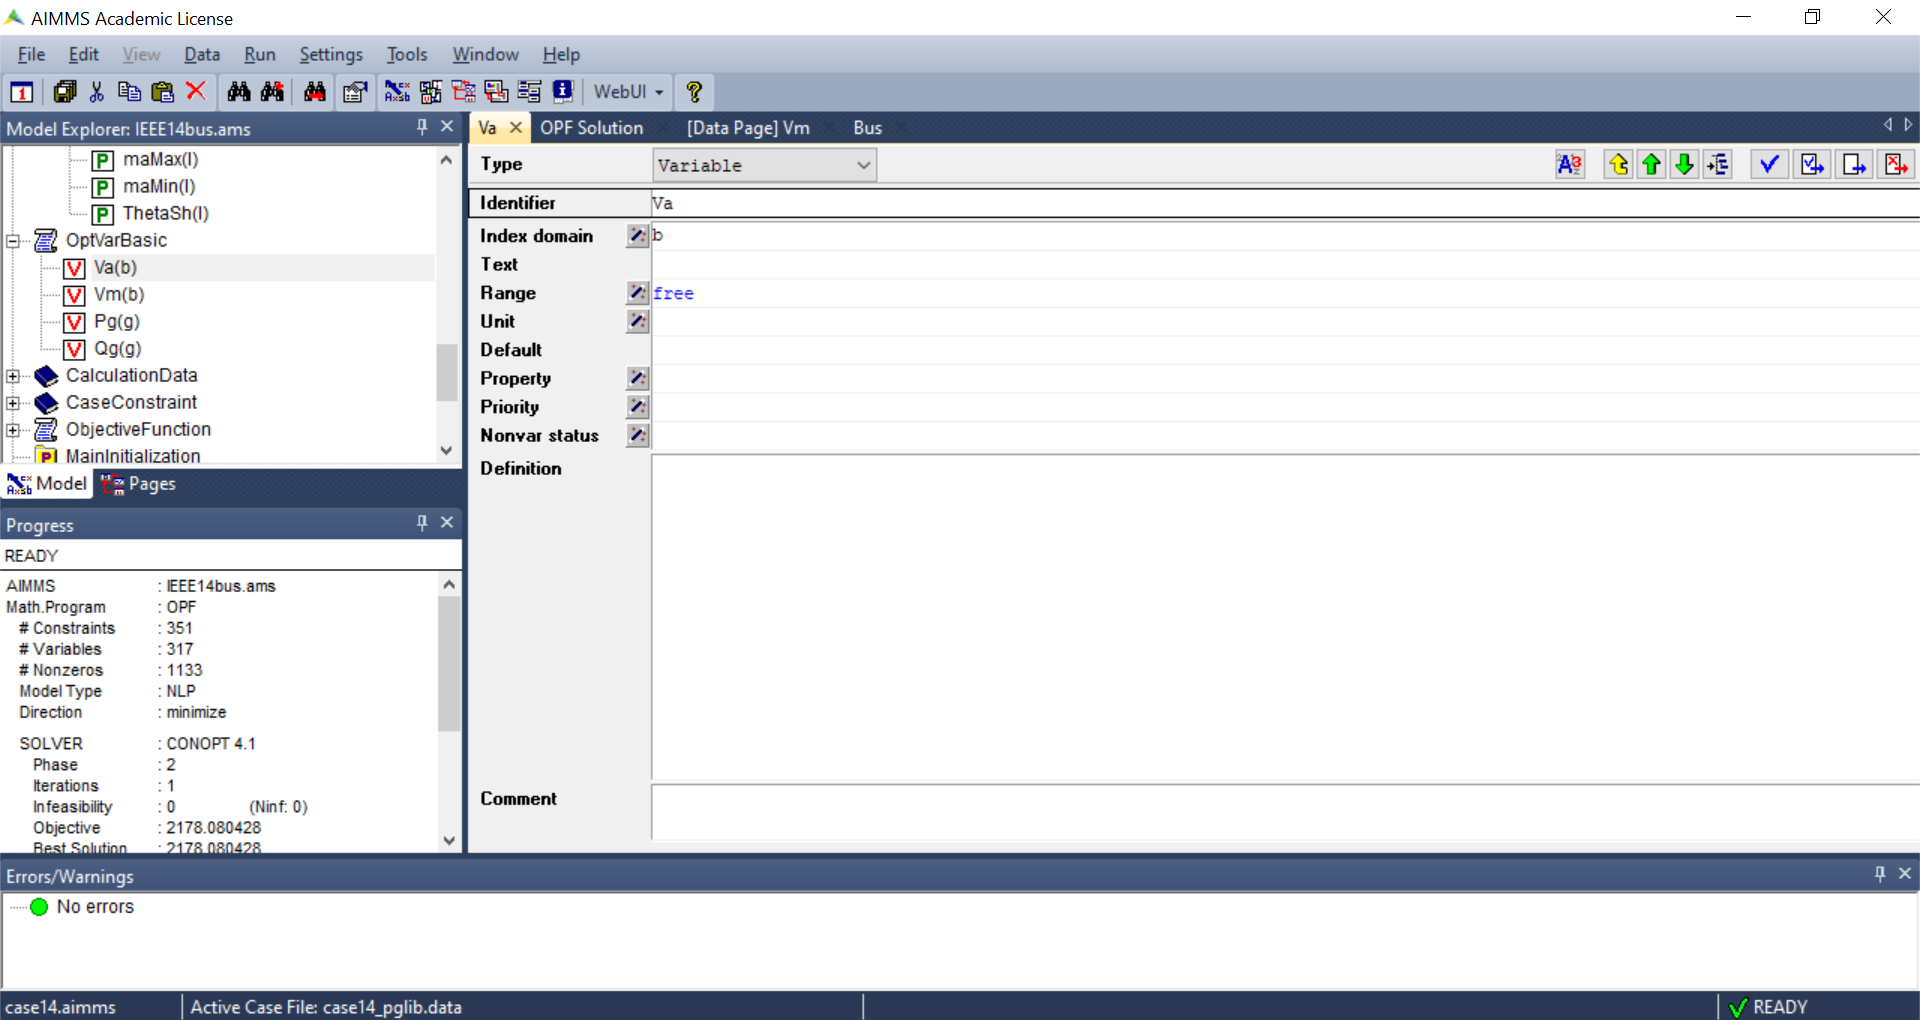 AIMMS Academic License
File Edit View Data Run Settings Tools Window Help
1 WebUI ?
Model Explorer: IEEE14bus.ams
P maMax(l)
P maMin(l)
P ThetaSh(l)
OptVarBasic
V Va(b)
V Vm(b)
V Pg(g)
V Qg(g)
CalculationData
CaseConstraint
ObjectiveFunction
P MainInitialization
Model Pages
Progress
READY
AIMMS : IEEE14bus.ams
Math.Program : OPF
# Constraints : 351
# Variables : 317
# Nonzeros : 1133
Model Type : NLP
Direction : minimize
SOLVER : CONOPT 4.1
Phase : 2
Iterations : 1
Infeasibility : 0 (Ninf: 0)
Objective : 2178.080428
Best Solution : 2178.080428
Va OPF Solution [Data Page] Vm Bus
Type Variable
Identifier Va
Index domain b
Text
Range free
Unit
Default
Property
Priority
Nonvar status
Definition
Comment
Errors/Warnings
No errors
case14.aimms Active Case File: case14_pglib.data READY